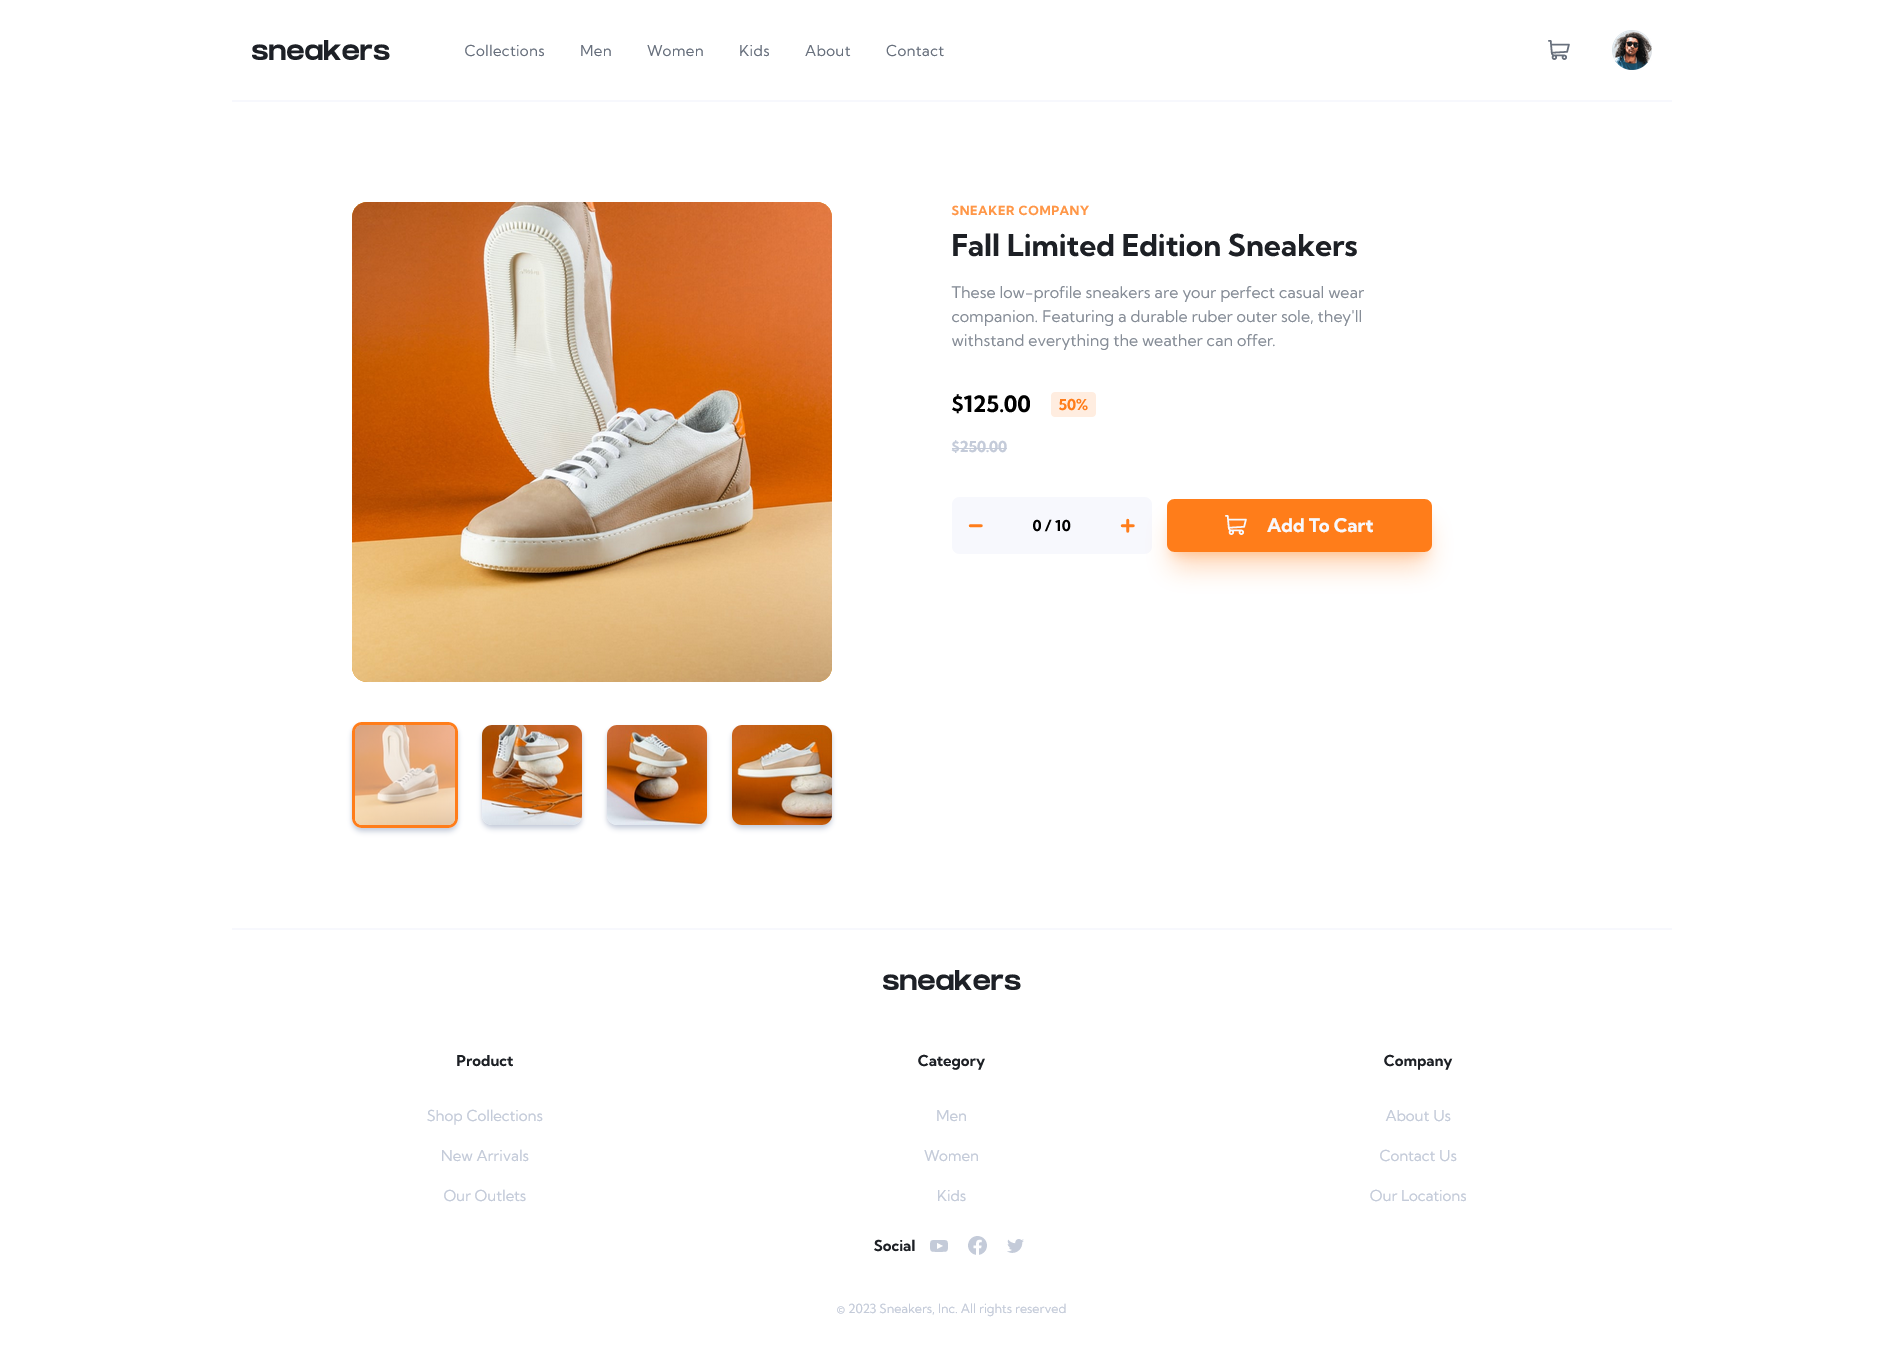 sneakers
Collections Men Women Kids About Contact
SNEAKER COMPANY
Fall Limited Edition Sneakers
These low-profile sneakers are your perfect casual wear
companion. Featuring a durable ruber outer sole, they'll
withstand everything the weather can offer.
$125.00 50%
$250.00
0 / 10
Add To Cart
sneakers
Product
Shop Collections
New Arrivals
Our Outlets
Category
Men
Women
Kids
Company
About Us
Contact Us
Our Locations
Social
© 2023 Sneakers, Inc. All rights reserved